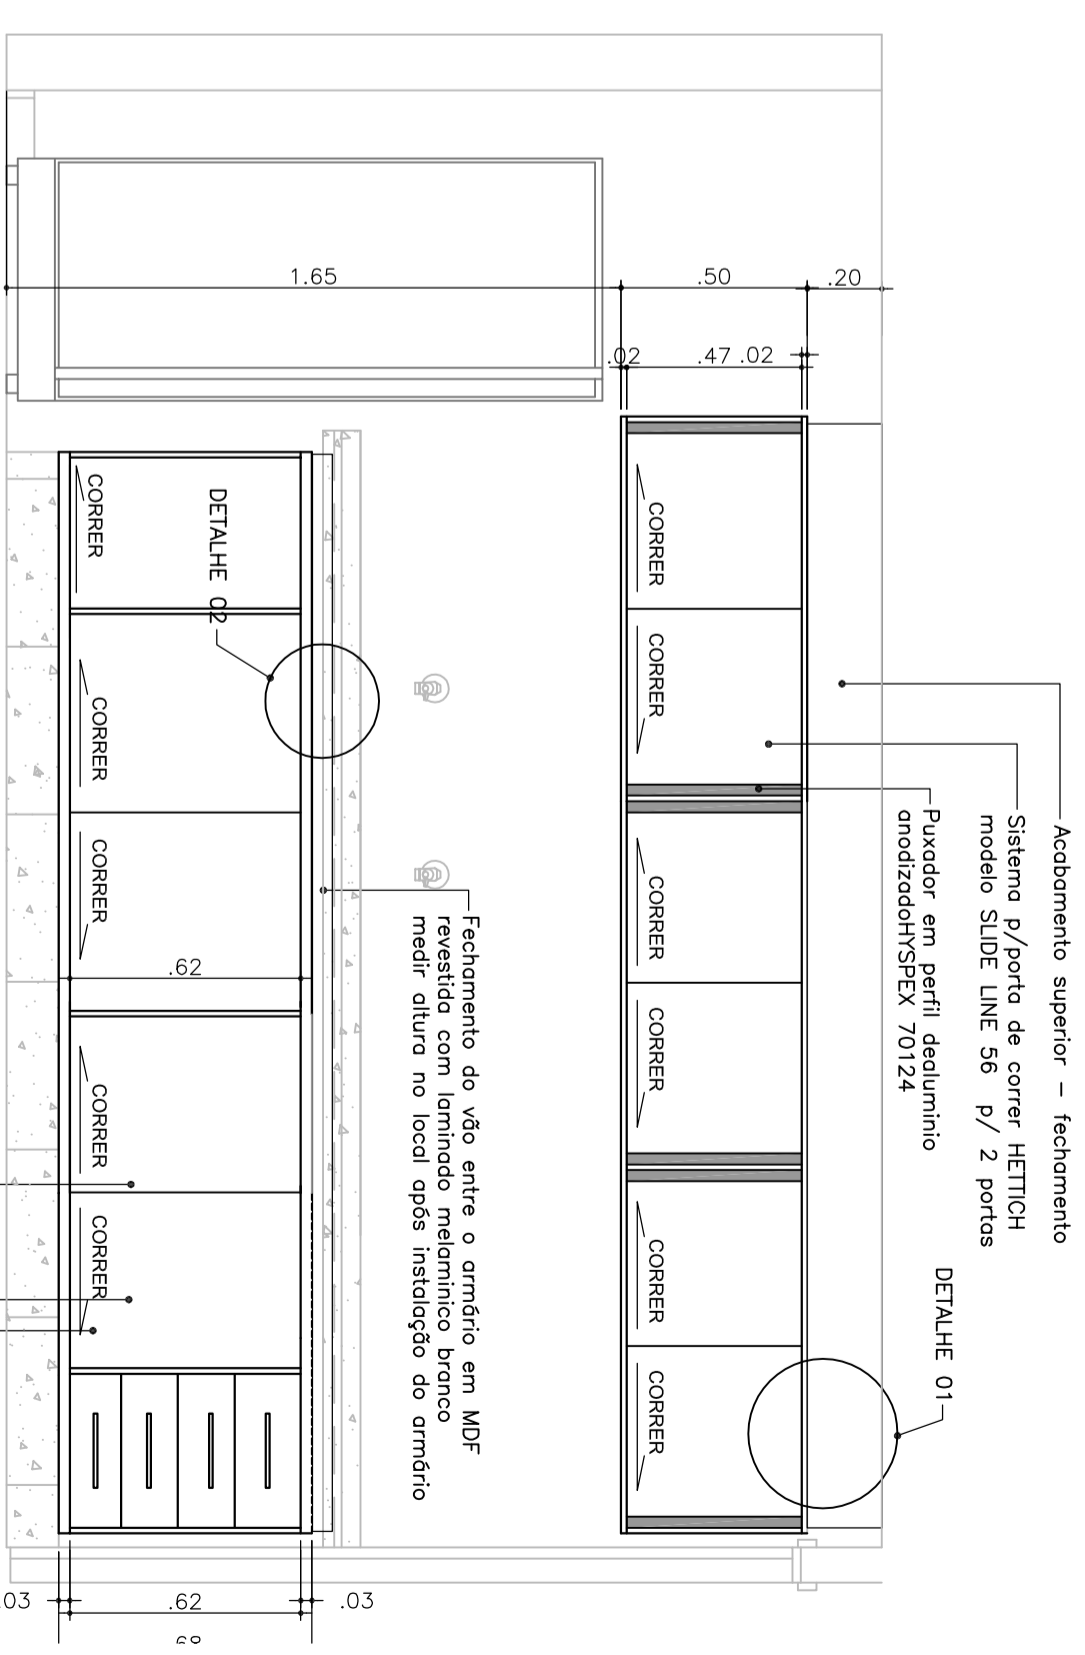 Acabamento superior – fechamento
Sistema p/porta de correr HETTICH
modelo SLIDE LINE 56 p/ 2 portas
Puxador em perfil dealuminio
anodizadoHYSPEX 70124
DETALHE 01
.20
.50
1.65
.02
.47
.02
CORRER
CORRER
CORRER
CORRER
CORRER
CORRER
Fechamento do vão entre o armário em MDF
revestida com laminado melaminico branco
medir altura no local após instalação do armário
DETALHE 02
CORRER
CORRER
CORRER
.62
CORRER
CORRER
.03
.62
.03